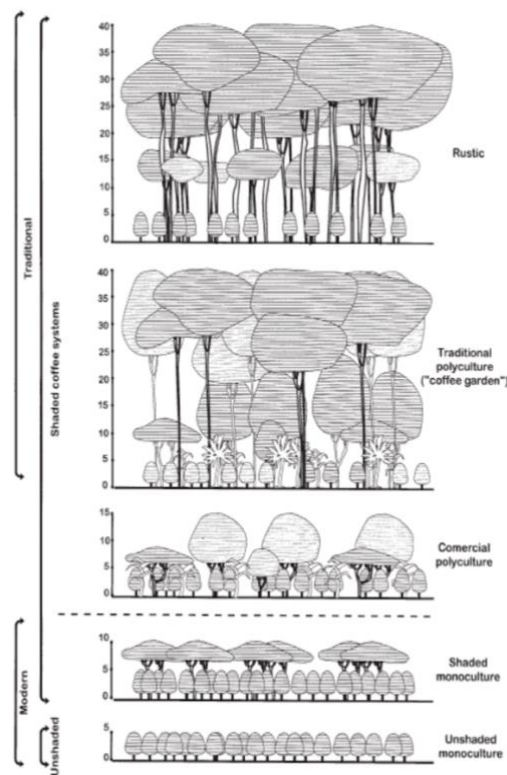 Traditional
Shaded coffee systems
Modern
Unshaded
40
35
30
25
20
15
10
5
0
Rustic
40
35
30
25
20
15
10
5
0
Traditional
polyculture
("coffee garden")
15
10
5
0
Comercial
polyculture
10
5
0
Shaded
monoculture
5
0
Unshaded
monoculture